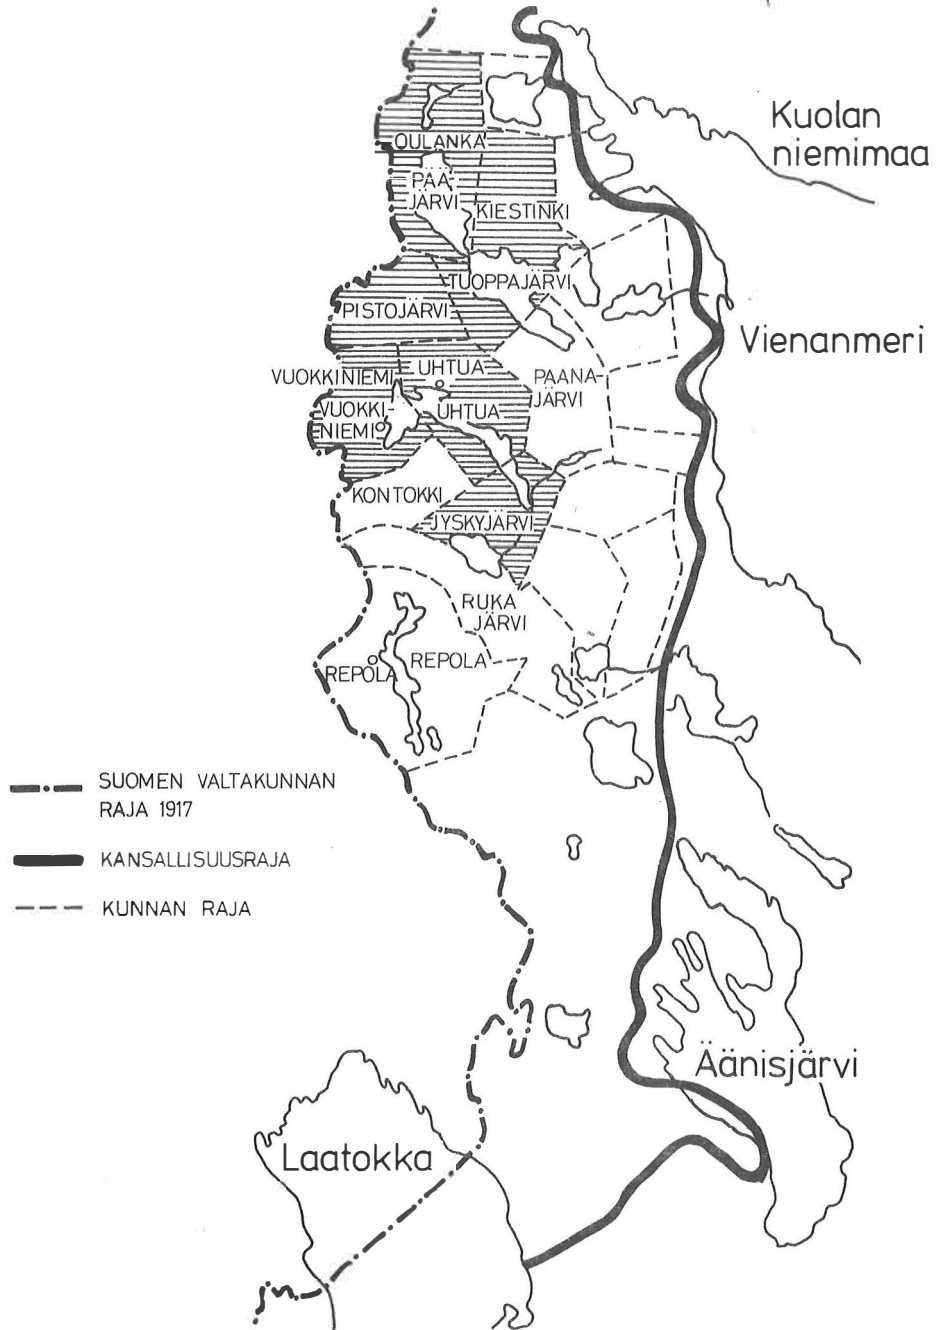 Kuolan
niemimaa
OULANKA
PÄÄ-
JÄRVI
KIESTINKI
TUOPPAJÄRVI
PISTOJÄRVI
Vienanmeri
UHTUA
VUOKKINIEMI
PAANA-
JÄRVI
VUOKKI-
NIEMI
UHTUA
KONTOKKI
JYSKYJÄRVI
RUKA
JÄRVI
REPOLA
REPOLA
SUOMEN VALTAKUNNAN
RAJA 1917
KANSALLISUUSRAJA
KUNNAN RAJA
Äänisjärvi
Laatokka